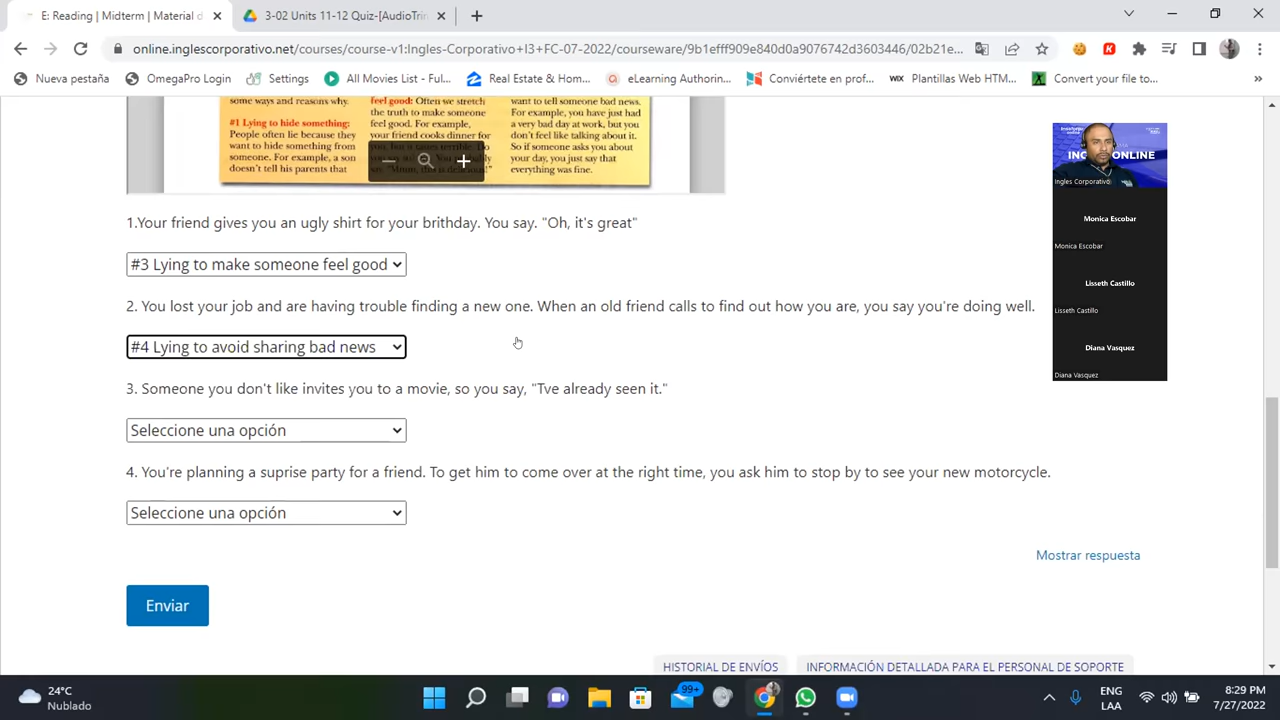 E: Reading | Midterm | Material d
3-02 Units 11-12 Quiz-[AudioTrin
online.inglescorporativo.net/courses/course-v1:Ingles-Corporativo+I3+FC-07-2022/courseware/9b1efff909e840d0a9076742d3603446/02b21e...
Nueva pestaña
OmegaPro Login
Settings
All Movies List - Ful...
Real Estate & Hom...
eLearning Authorin...
Conviértete en prof...
WIX Plantillas Web HTM...
Convert your file to...
some ways and reasons why.
#1 Lying to hide something:
People often lie because they
want to hide something from
someone. For example, a son
doesn't tell his parents that
feel good: Often we stretch
the truth to make someone
feel good. For example,
your friend cooks dinner for
want to tell someone bad news.
For example, you have just had
a very bad day at work, but you
don't feel like talking about it.
So if someone asks you about
your day, you just say that
everything was fine.
INGLES ONLINE
Ingles Corporativo
Monica Escobar
Monica Escobar
Lisseth Castillo
Lisseth Castillo
Diana Vasquez
Diana Vasquez
1.Your friend gives you an ugly shirt for your brithday. You say. "Oh, it's great"
#3 Lying to make someone feel good
2. You lost your job and are having trouble finding a new one. When an old friend calls to find out how you are, you say you're doing well.
#4 Lying to avoid sharing bad news
3. Someone you don't like invites you to a movie, so you say, "Tve already seen it."
Seleccione una opción
4. You're planning a suprise party for a friend. To get him to come over at the right time, you ask him to stop by to see your new motorcycle.
Seleccione una opción
Mostrar respuesta
Enviar
HISTORIAL DE ENVÍOS
INFORMACIÓN DETALLADA PARA EL PERSONAL DE SOPORTE
24°C
Nublado
99+
ENG
LAA
8:29 PM
7/27/2022